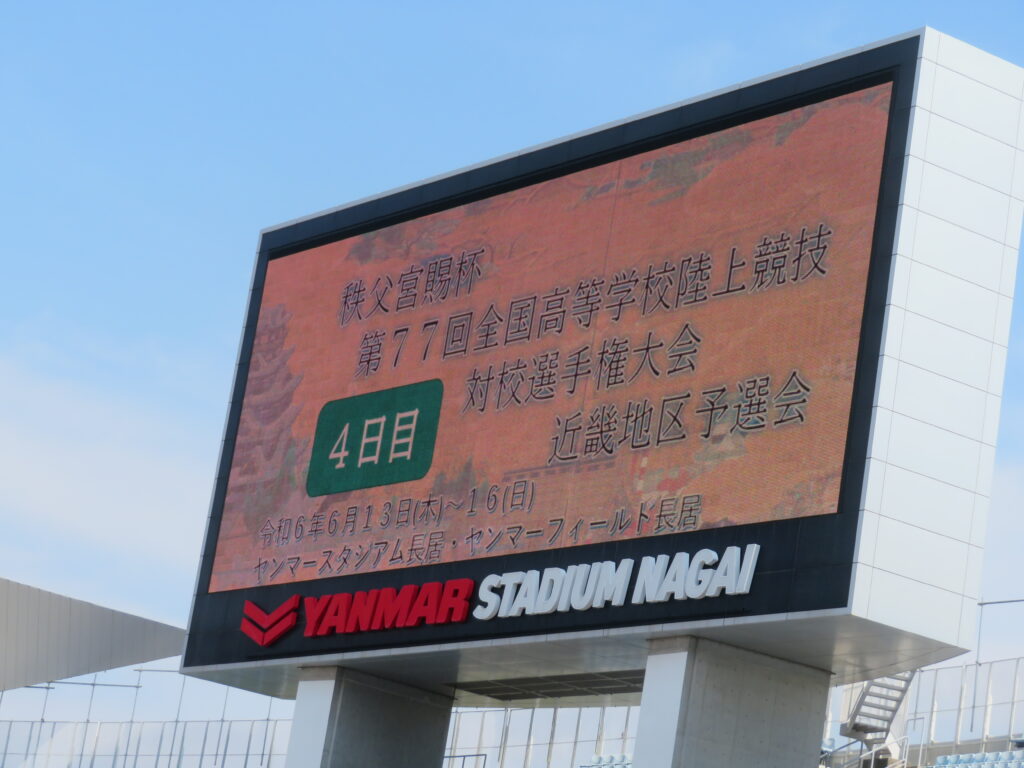 秩父宮賜杯
第７７回全国高等学校陸上競技
対校選手権大会
4日目
近畿地区予選会
令和６年６月１３日(木)～１６(日)
ヤンマースタジアム長居・ヤンマーフィールド長居
YANMAR STADIUM NAGAI